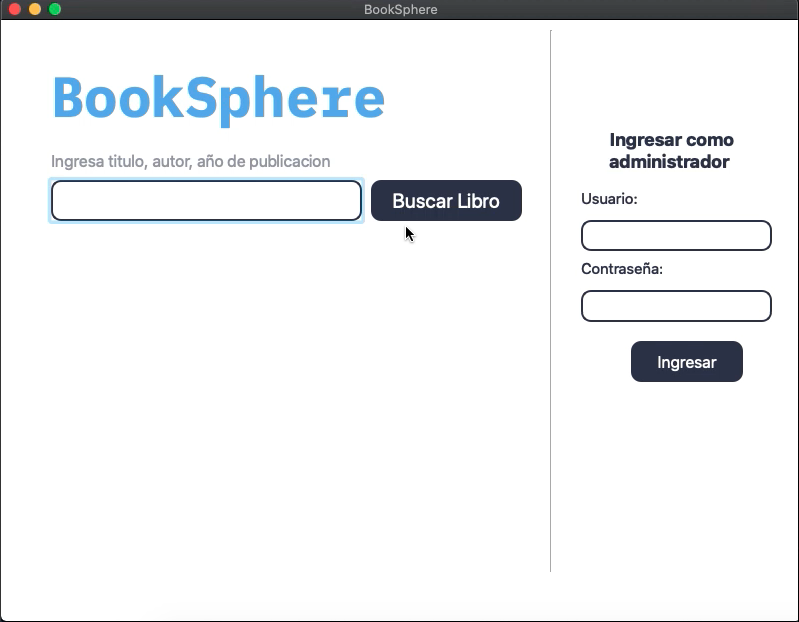 BookSphere
BookSphere
Ingresa titulo, autor, año de publicacion
Buscar Libro
Ingresar como
administrador
Usuario:
Contraseña:
Ingresar